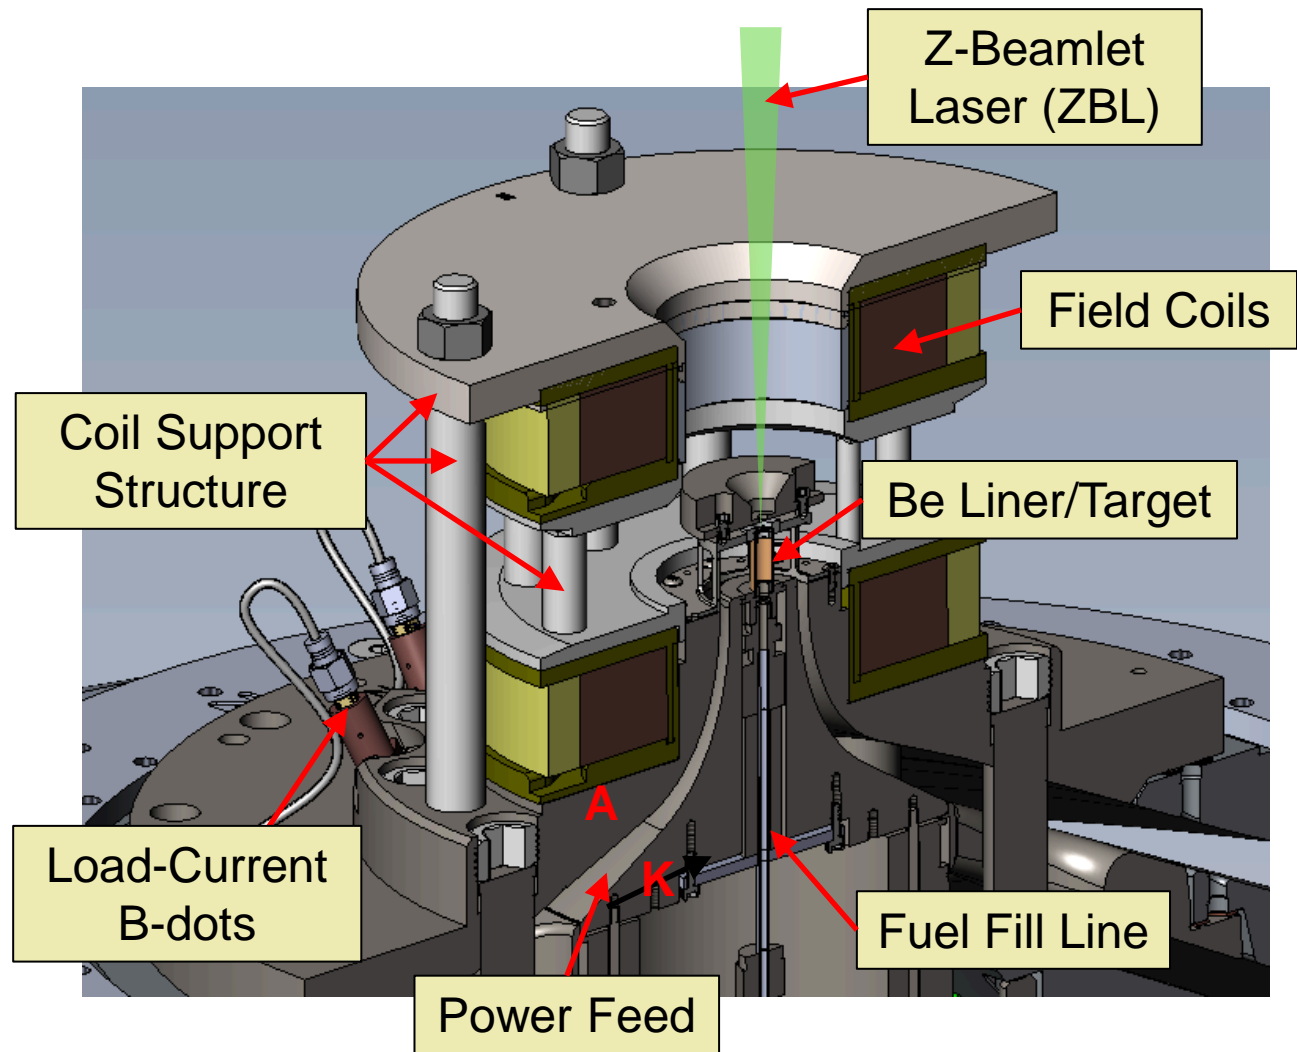 Z-Beamlet
Laser (ZBL)
Field Coils
Coil Support
Structure
Be Liner/Target
A
K
Load-Current
B-dots
Fuel Fill Line
Power Feed